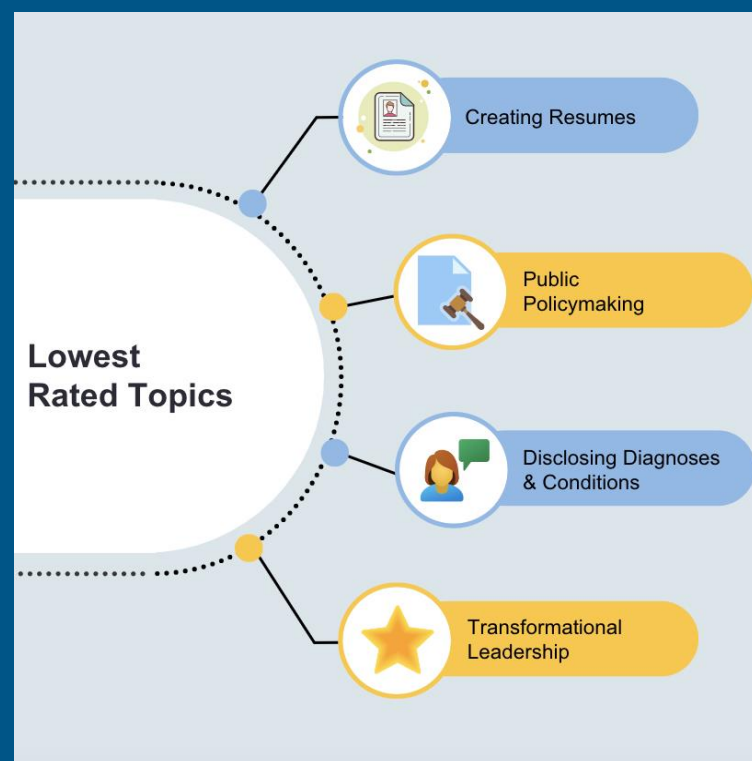 Lowest
Rated Topics
Creating Resumes
Public
Policymaking
Disclosing Diagnoses
& Conditions
Transformational
Leadership